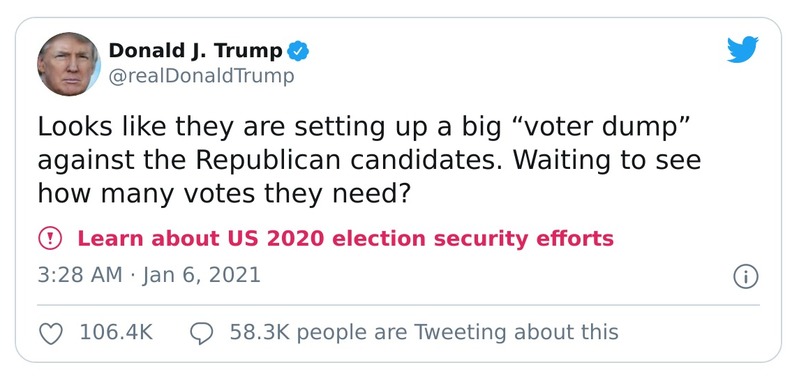 Donald J. Trump
@realDonaldTrump
Looks like they are setting up a big “voter dump”
against the Republican candidates. Waiting to see
how many votes they need?
Learn about US 2020 election security efforts
3:28 AM · Jan 6, 2021
106.4K 58.3K people are Tweeting about this